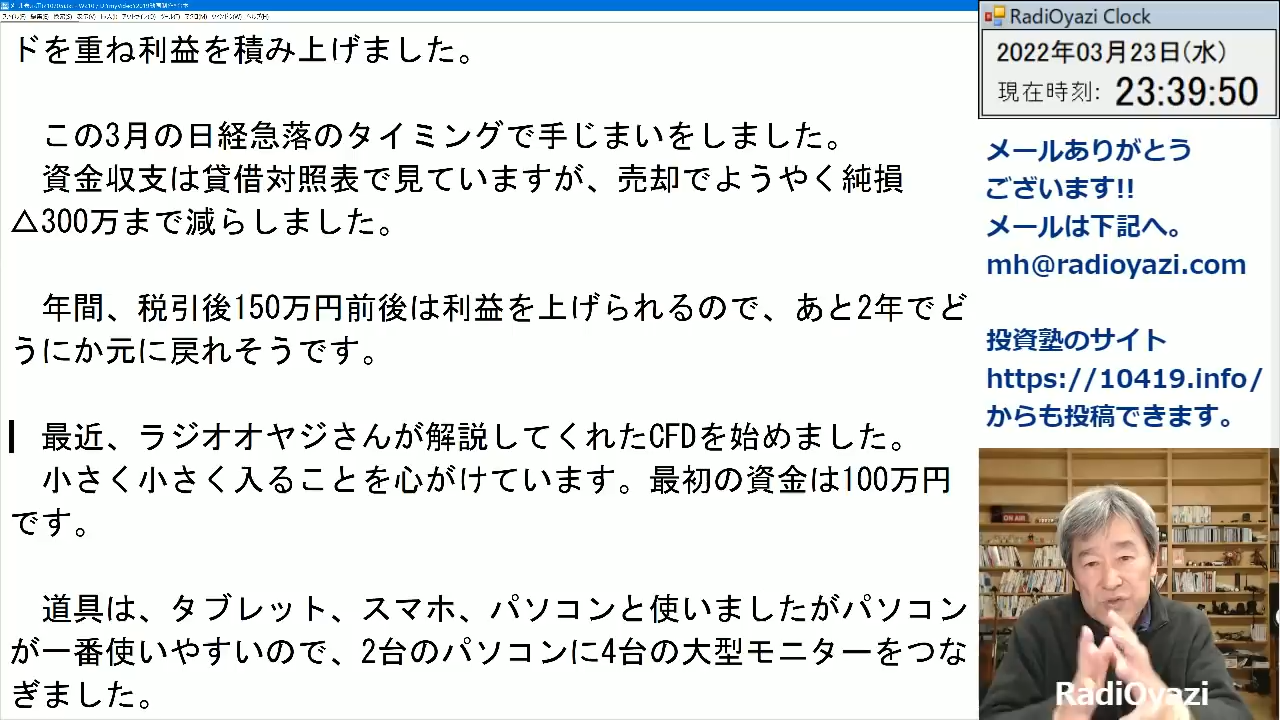 ドを重ね利益を積み上げました。
この3月の日経急落のタイミングで手じまいをしました。
資金収支は貸借対照表で見ていますが、売却でようやく純損
△300万まで減らしました。
年間、税引後150万円前後は利益を上げられるので、あと2年でど
うにか元に戻れそうです。
最近、ラジオオヤジさんが解説してくれたCFDを始めました。
小さく小さく入ることを心がけています。最初の資金は100万円
です。
道具は、タブレット、スマホ、パソコンと使いましたがパソコン
が一番使いやすいので、2台のパソコンに4台の大型モニターをつな
ぎました。
RadiOyazi Clock
2022年03月23日(水)
現在時刻: 23:39:50
メールありがとう
ございます!!
メールは下記へ。
mh@radioyazi.com
投資塾のサイト
https://10419.info/
からも投稿できます。
ON AIR
RadiOyazi